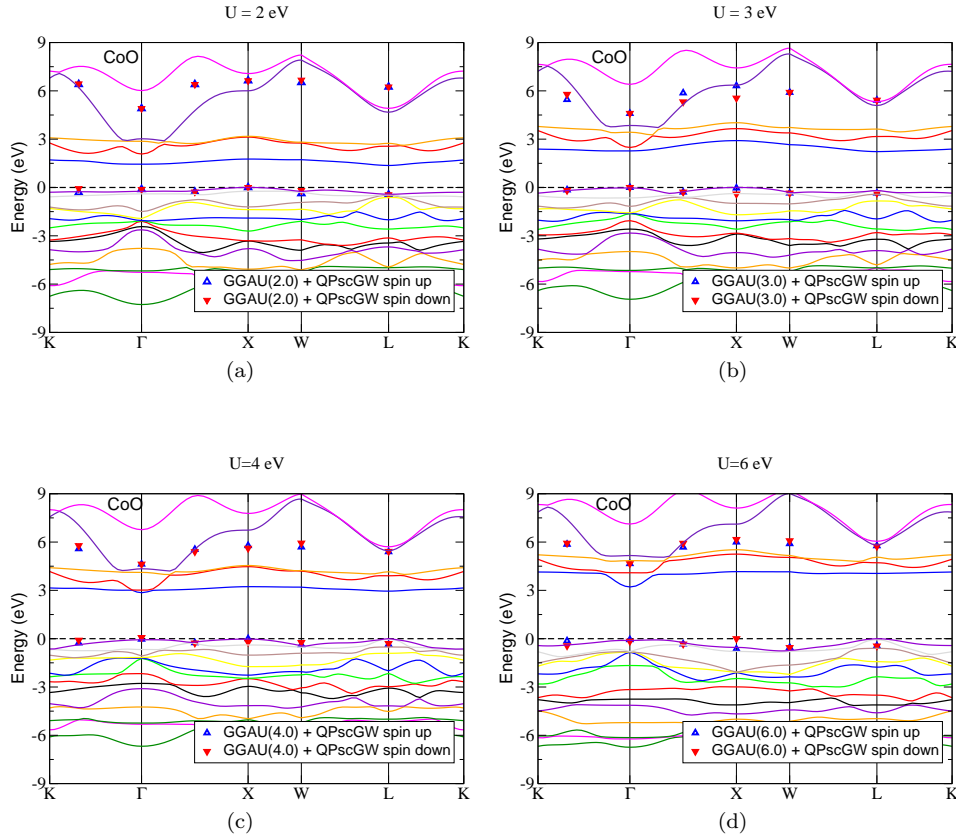 U = 2 eV
U = 3 eV
CoO
9
6
3
0
-3
-6
-9
Energy (eV)
GGAU(2.0) + QPscGW spin up
GGAU(2.0) + QPscGW spin down
K Γ X W L K
(a)
CoO
9
6
3
0
-3
-6
-9
Energy (eV)
GGAU(3.0) + QPscGW spin up
GGAU(3.0) + QPscGW spin down
K Γ X W L K
(b)
U=4 eV
U=6 eV
CoO
9
6
3
0
-3
-6
-9
Energy (eV)
GGAU(4.0) + QPscGW spin up
GGAU(4.0) + QPscGW spin down
K Γ X W L K
(c)
CoO
9
6
3
0
-3
-6
-9
Energy (eV)
GGAU(6.0) + QPscGW spin up
GGAU(6.0) + QPscGW spin down
K Γ X W L K
(d)